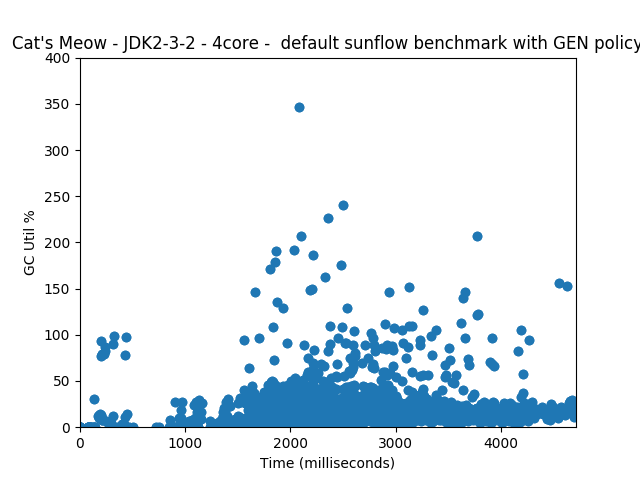 Cat's Meow - JDK2-3-2 - 4core -  default sunflow benchmark with GEN policy
400
350
300
250
200
150
100
50
0
GC Util %
0 1000 2000 3000 4000
Time (milliseconds)